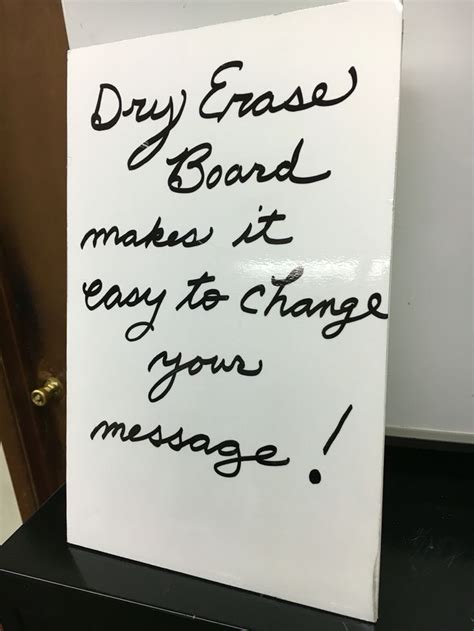 Dry Erase
Board
makes it
easy to change
your
message!